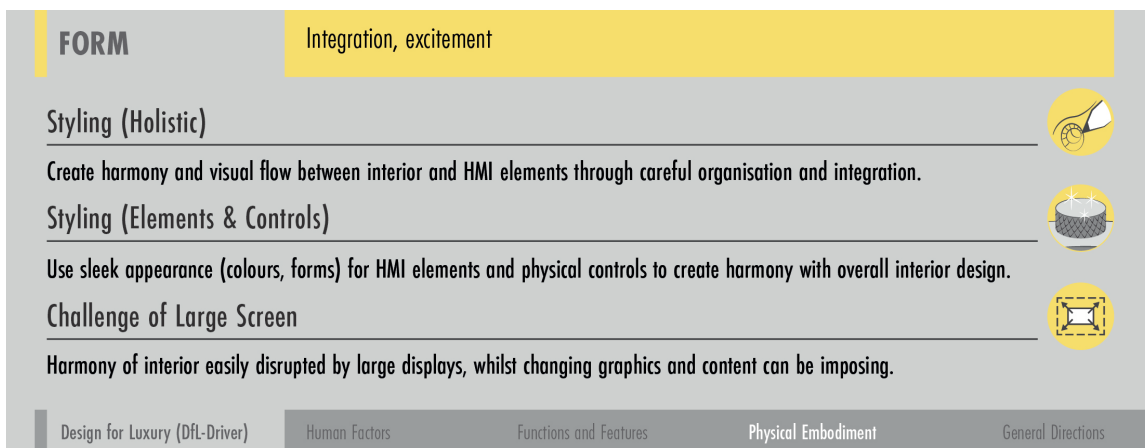 FORM
Integration, excitement
Styling (Holistic)
Create harmony and visual flow between interior and HMI elements through careful organisation and integration.
Styling (Elements & Controls)
Use sleek appearance (colours, forms) for HMI elements and physical controls to create harmony with overall interior design.
Challenge of Large Screen
Harmony of interior easily disrupted by large displays, whilst changing graphics and content can be imposing.
Design for Luxury (DfL-Driver)
Human Factors
Functions and Features
Physical Embodiment
General Directions